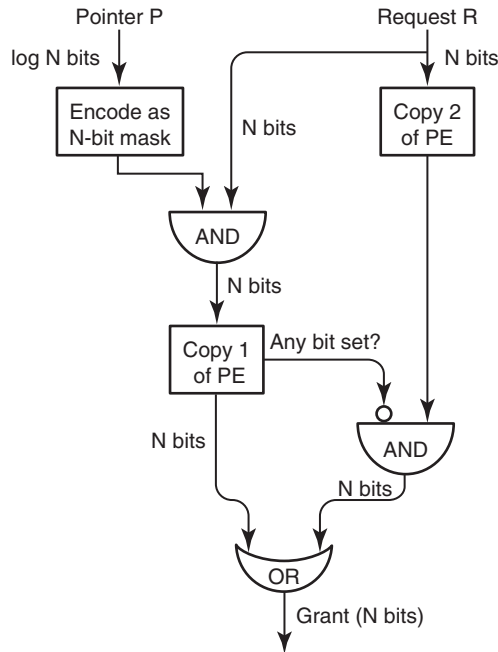 Pointer P
Request R
log N bits
N bits
Encode as
N-bit mask
N bits
Copy 2
of PE
AND
N bits
Copy 1
of PE
Any bit set?
N bits
AND
N bits
OR
Grant (N bits)